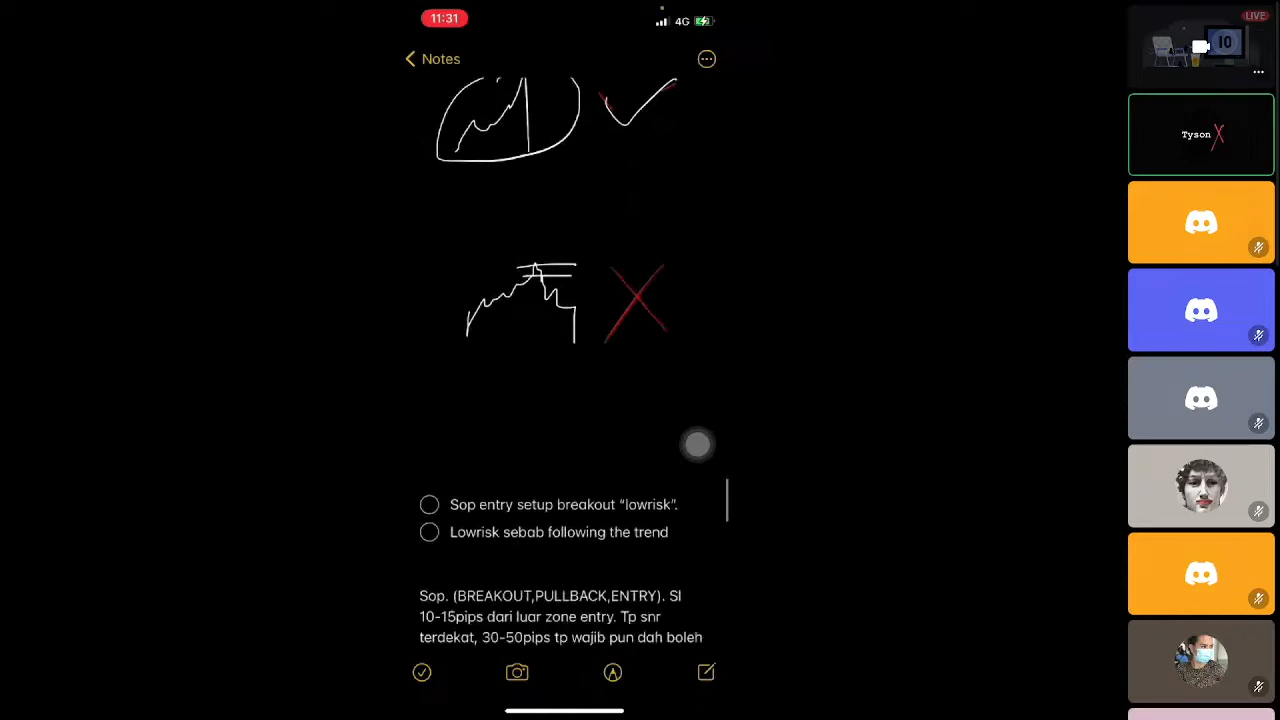 11:31
4G
LIVE
10
Notes
Tyson X
Sop entry setup breakout “lowrisk”.
Lowrisk sebab following the trend
Sop. (BREAKOUT,PULLBACK,ENTRY). Sl
10-15pips dari luar zone entry. Tp snr
terdekat, 30-50pips tp wajib pun dah boleh